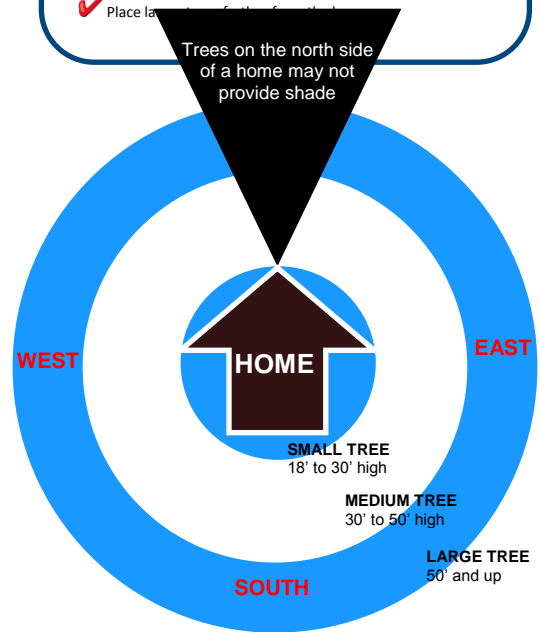 Place
Trees on the north side
of a home may not
provide shade
WEST
EAST
HOME
SMALL TREE
18’ to 30’ high
MEDIUM TREE
30’ to 50’ high
LARGE TREE
50’ and up
SOUTH